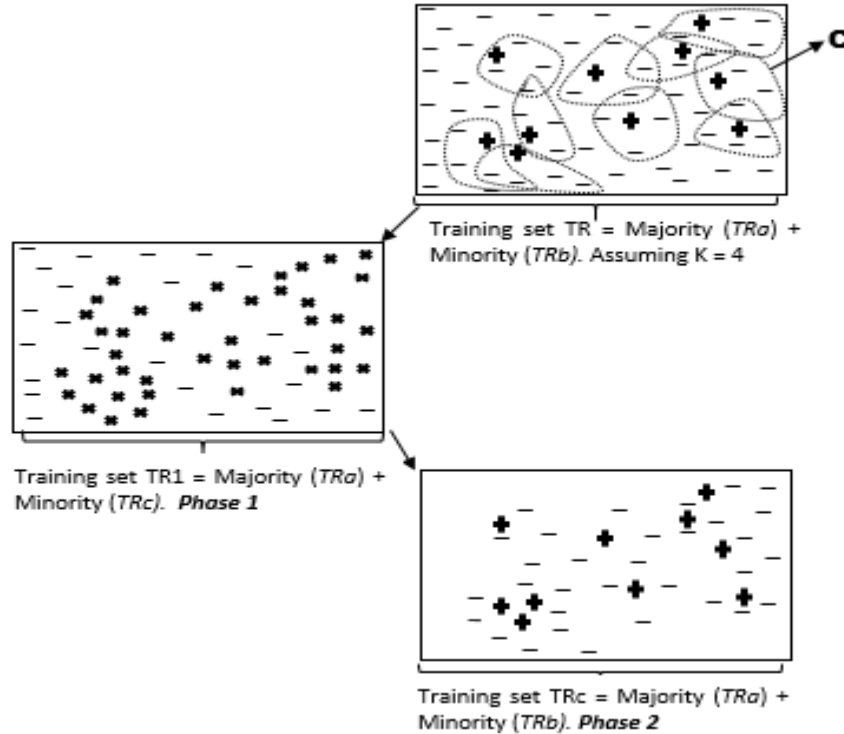 C
Training set TR = Majority (TRa) +
Minority (TRb). Assuming K = 4
Training set TR1 = Majority (TRa) +
Minority (TRc). Phase 1
Training set TRc = Majority (TRa) +
Minority (TRb). Phase 2